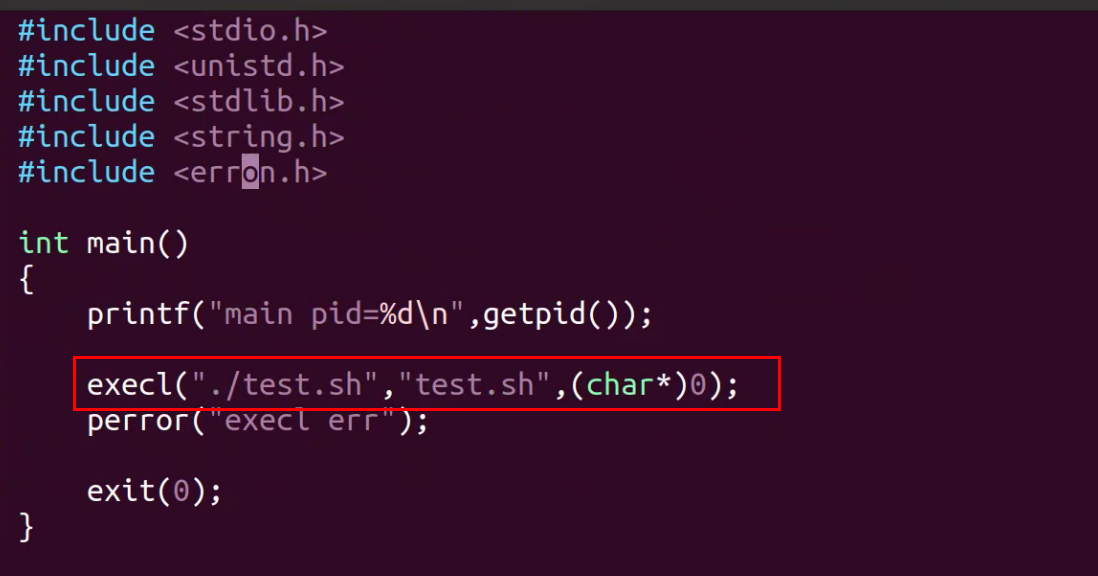 #include <stdio.h>
#include <unistd.h>
#include <stdlib.h>
#include <string.h>
#include <erron.h>
int main()
{
    printf("main pid=%d\n",getpid());
    execl("./test.sh","test.sh",(char*)0);
    perror("execl err");
    exit(0);
}